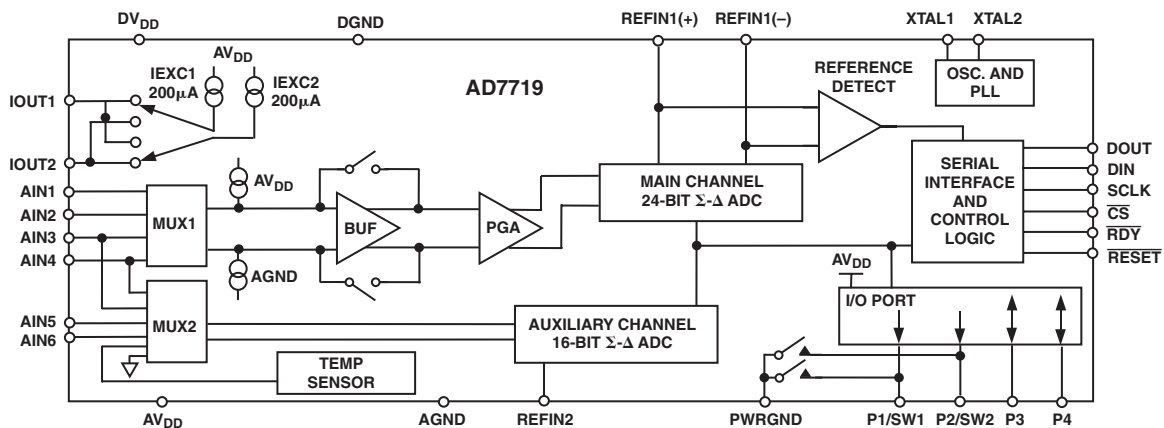 DVDD
DGND
REFIN1(+)
REFIN1(–)
XTAL1
XTAL2
AVDD
IEXC1
200μA
IEXC2
200μA
AD7719
REFERENCE
DETECT
OSC. AND
PLL
IOUT1
IOUT2
AIN1
AIN2
AIN3
AIN4
AIN5
AIN6
MUX1
AVDD
AGND
BUF
PGA
MAIN CHANNEL
24-BIT Σ-Δ ADC
SERIAL
INTERFACE
AND
CONTROL
LOGIC
DOUT
DIN
SCLK
CS
RDY
RESET
MUX2
AUXILIARY CHANNEL
16-BIT Σ-Δ ADC
TEMP
SENSOR
AVDD
I/O PORT
AVDD
AGND
REFIN2
PWRGND
P1/SW1
P2/SW2
P3
P4